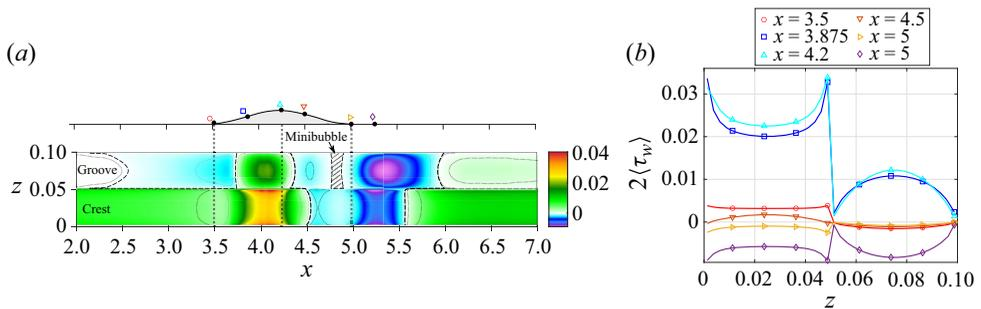 (a)
Minibubble
0.10
Groove
z 0.05
Crest
0
2.0 2.5 3.0 3.5 4.0 4.5 5.0 5.5 6.0 6.5 7.0
x
0.04
0.02
0
(b)
x = 3.5 x = 4.5
x = 3.875 x = 5
x = 4.2 x = 5
0.03
0.02
0.01
0
2⟨τw⟩
0 0.02 0.04 0.06 0.08 0.10
z